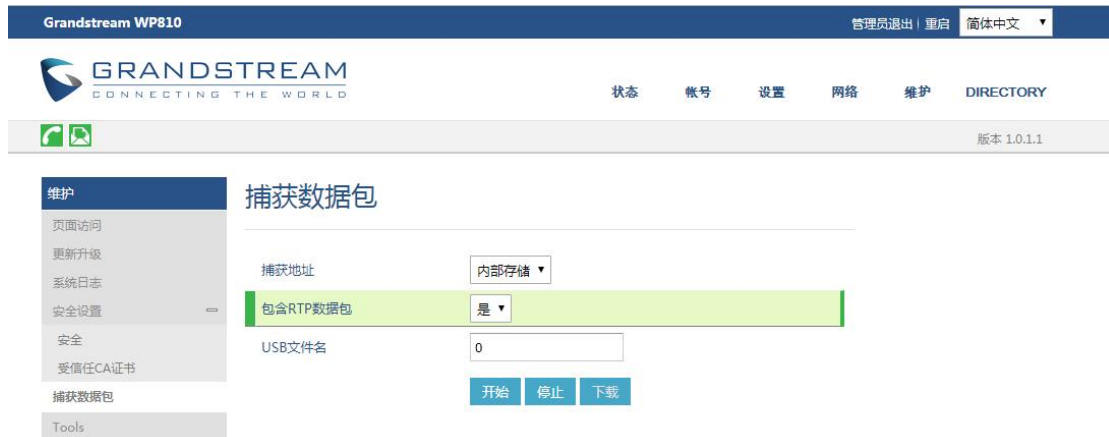 Grandstream WP810 管理员退出 | 重启 简体中文
GRANDSTREAM
CONNECTING THE WORLD
状态 帐号 设置 网络 维护 DIRECTORY
版本 1.0.1.1
维护
页面访问
更新升级
系统日志
安全设置
安全
受信任CA证书
捕获数据包
Tools
捕获数据包
捕获地址 内部存储
包含RTP数据包 是
USB文件名 0
开始 停止 下载